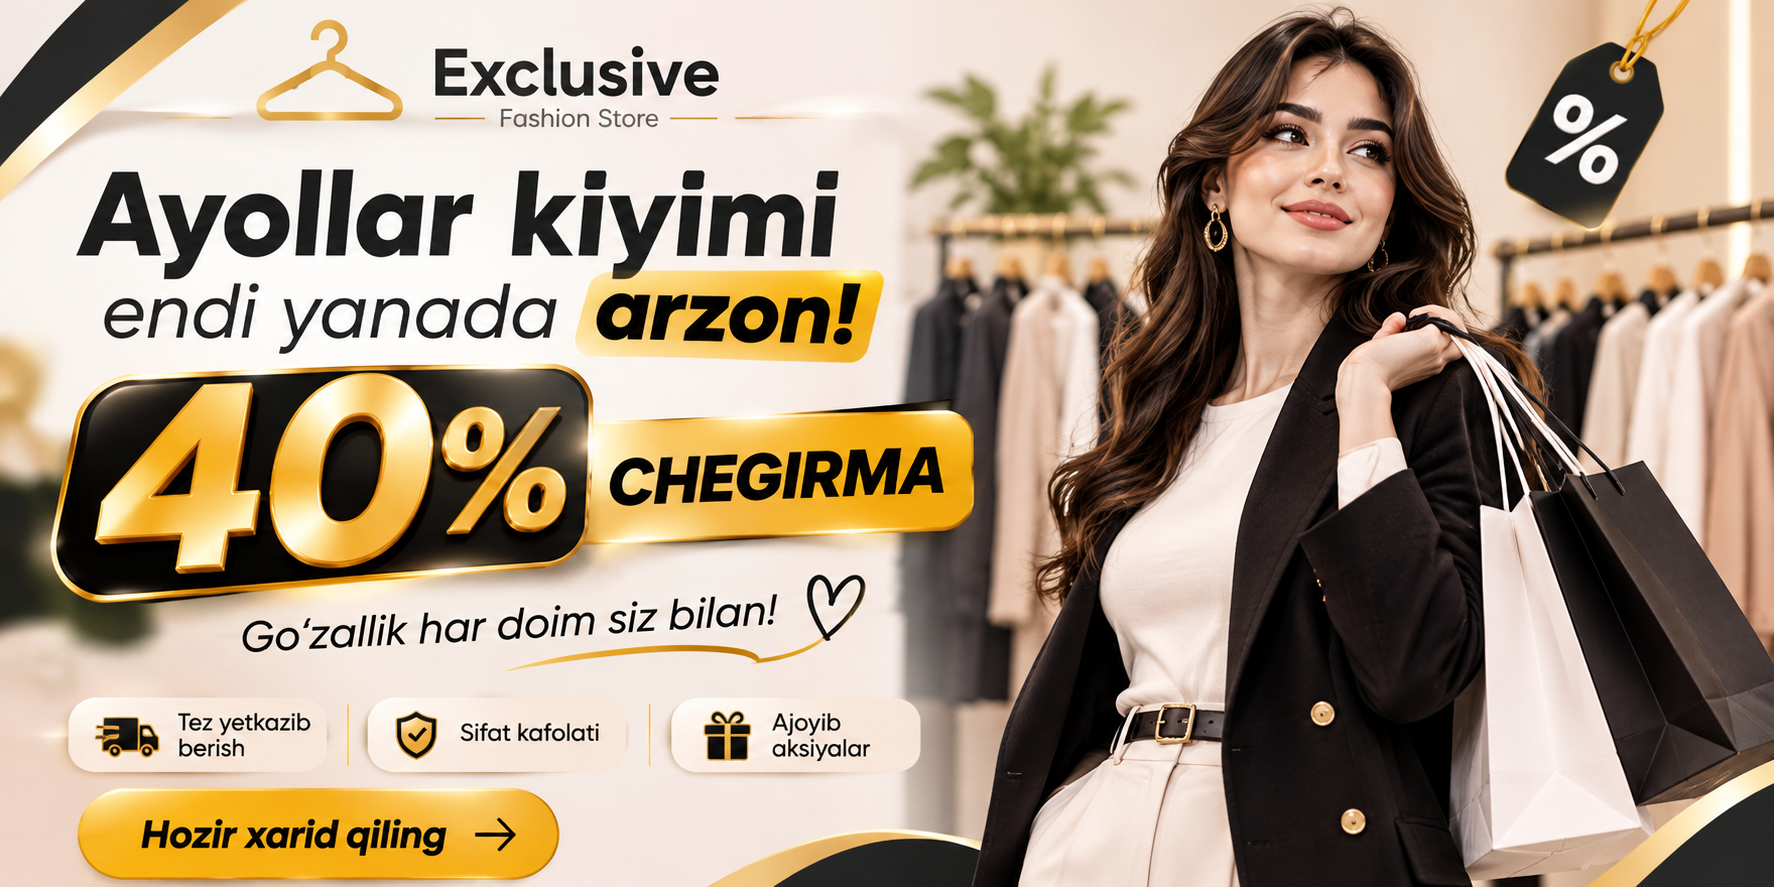 Exclusive
Fashion Store
Ayollar kiyimi
endi yanada arzon!
40% CHEGIRMA
Go‘zallik har doim siz bilan!
Tez yetkazib
berish
Sifat kafolati
Ajoyib
aksiyalar
Hozir xarid qiling →
%